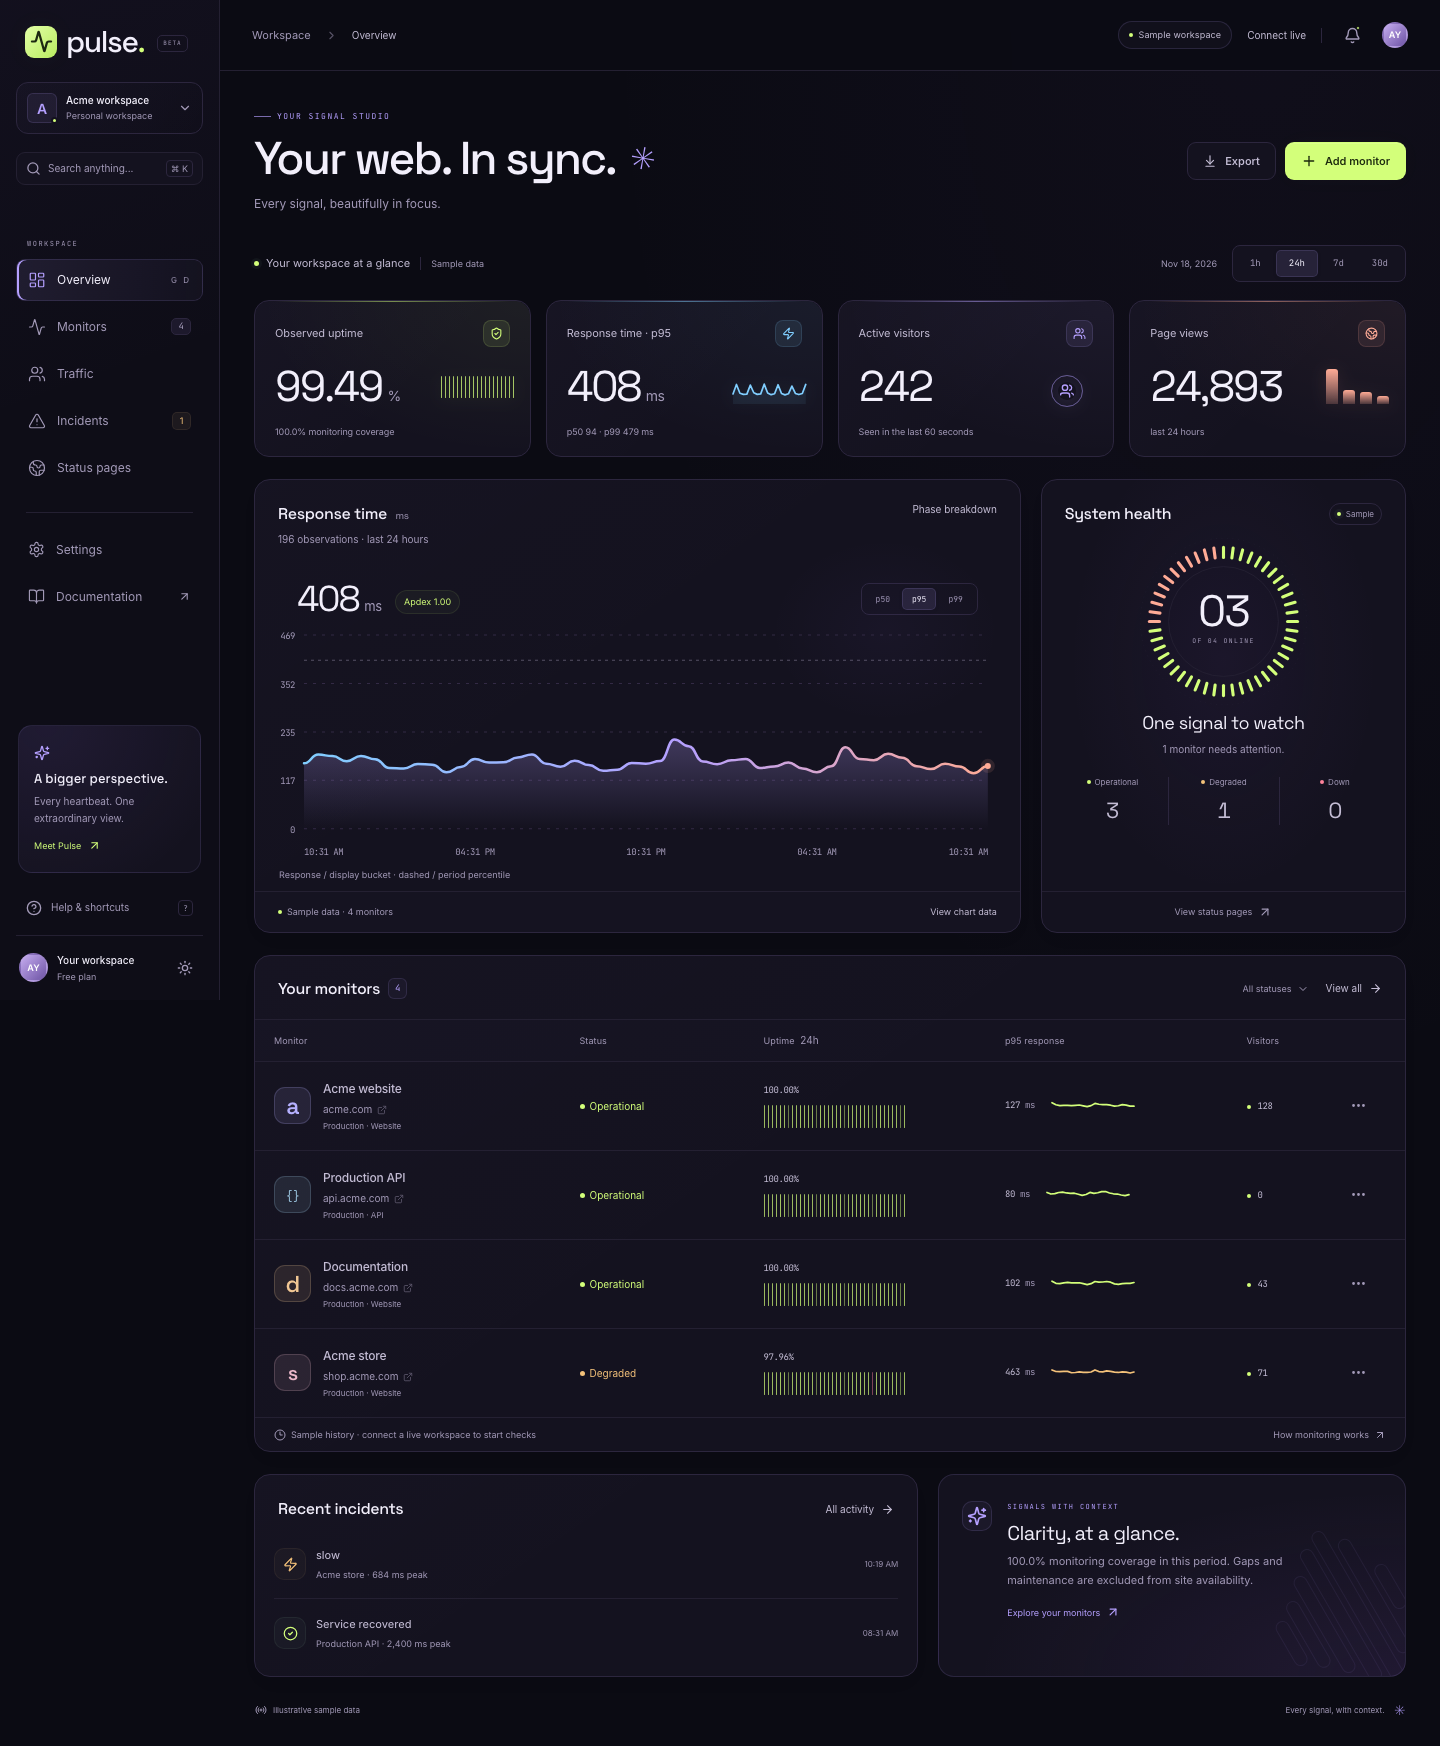 pulse.
BETA
A
Acme workspace
Personal workspace
Search anything...
⌘ K
WORKSPACE
Overview
G D
Monitors
4
Traffic
Incidents
1
Status pages
Settings
Documentation
A bigger perspective.
Every heartbeat. One
extraordinary view.
Meet Pulse
Help & shortcuts
?
AY
Your workspace
Free plan
Workspace
Overview
Sample workspace
Connect live
AY
YOUR SIGNAL STUDIO
Your web. In sync.
Every signal, beautifully in focus.
Export
Add monitor
Your workspace at a glance
Sample data
Nov 18, 2026
1h
24h
7d
30d
Observed uptime
99.49 %
100.0% monitoring coverage
Response time · p95
408 ms
p50 94 · p99 479 ms
Active visitors
242
Seen in the last 60 seconds
Page views
24,893
last 24 hours
Response time ms
Phase breakdown
196 observations · last 24 hours
408 ms
Apdex 1.00
p50
p95
p99
469
352
235
117
0
10:31 AM
04:31 PM
10:31 PM
04:31 AM
10:31 AM
Response / display bucket · dashed / period percentile
Sample data · 4 monitors
View chart data
System health
Sample
03
OF 04 ONLINE
One signal to watch
1 monitor needs attention.
Operational
3
Degraded
1
Down
0
View status pages
Your monitors
4
All statuses
View all
Monitor
Status
Uptime 24h
p95 response
Visitors
a
Acme website
acme.com
Production · Website
Operational
100.00%
127 ms
128
{}
Production API
api.acme.com
Production · API
Operational
100.00%
80 ms
0
d
Documentation
docs.acme.com
Production · Website
Operational
100.00%
102 ms
43
s
Acme store
shop.acme.com
Production · Website
Degraded
97.96%
463 ms
71
Sample history · connect a live workspace to start checks
How monitoring works
Recent incidents
All activity
slow
Acme store · 684 ms peak
10:19 AM
Service recovered
Production API · 2,400 ms peak
08:31 AM
SIGNALS WITH CONTEXT
Clarity, at a glance.
100.0% monitoring coverage in this period. Gaps and
maintenance are excluded from site availability.
Explore your monitors
Illustrative sample data
Every signal, with context.